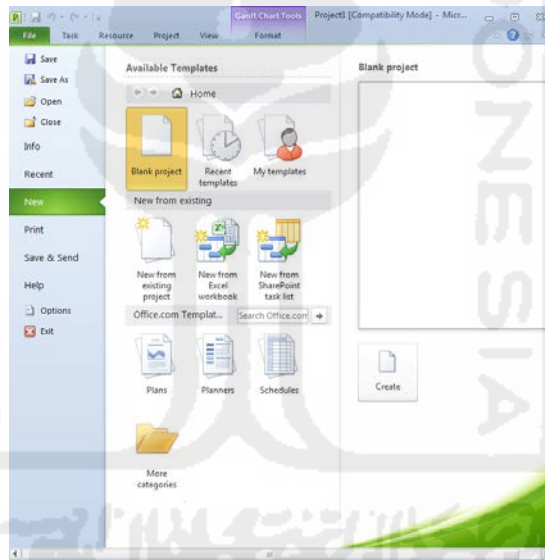 Gantt Chart Tools
Project1 [Compatibility Mode] - Micr...
File Task Resource Project View Format
Save
Save As
Open
Close
Info
Recent
New
Print
Save & Send
Help
Options
Exit
Available Templates
Home
Blank project
Recent templates
My templates
New from existing
New from existing project
New from Excel workbook
New from SharePoint task list
Office.com Templat...
Search Office.com
Plans
Planners
Schedules
More categories
Blank project
Create
ONESIA